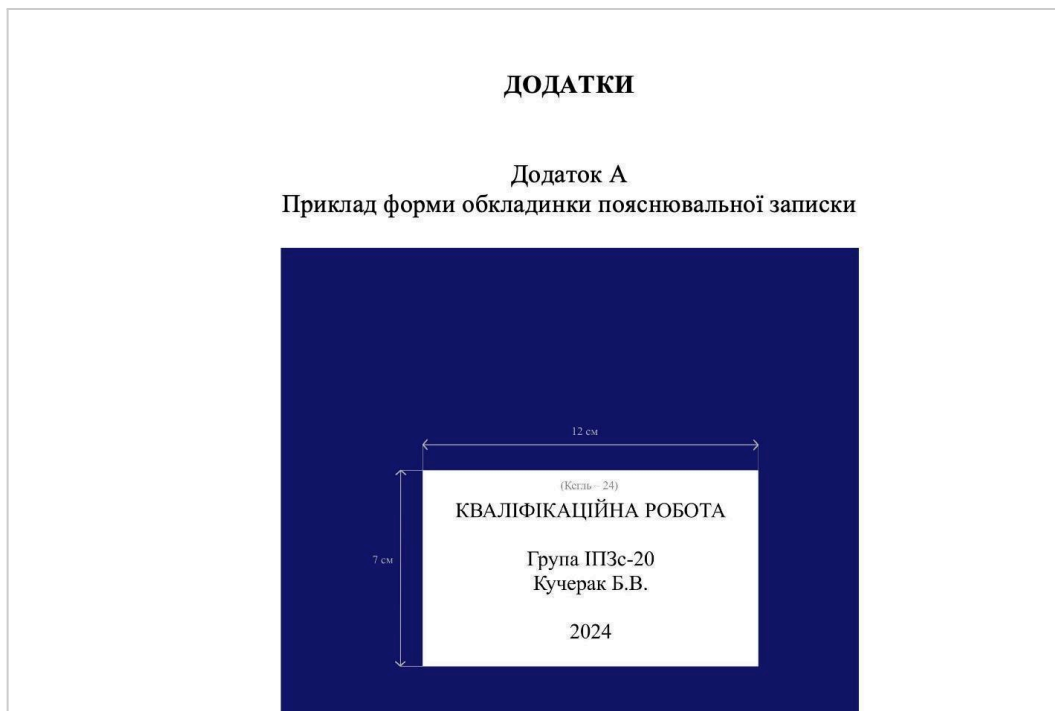 ДОДАТКИ
Додаток А
Приклад форми обкладинки пояснювальної записки
12 см
(Кегль – 24)
КВАЛІФІКАЦІЙНА РОБОТА
7 см
Група ІПЗс-20
Кучерак Б.В.
2024